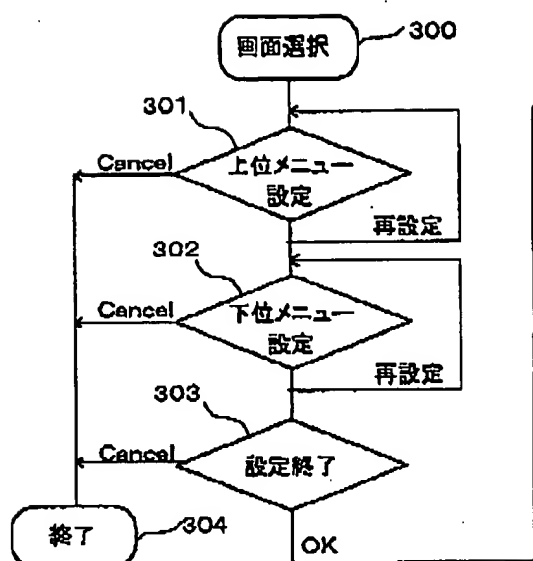 画面選択
300
301
Cancel
上位メニュー
設定
再設定
302
Cancel
下位メニュー
設定
再設定
303
Cancel
設定終了
終了
304
OK